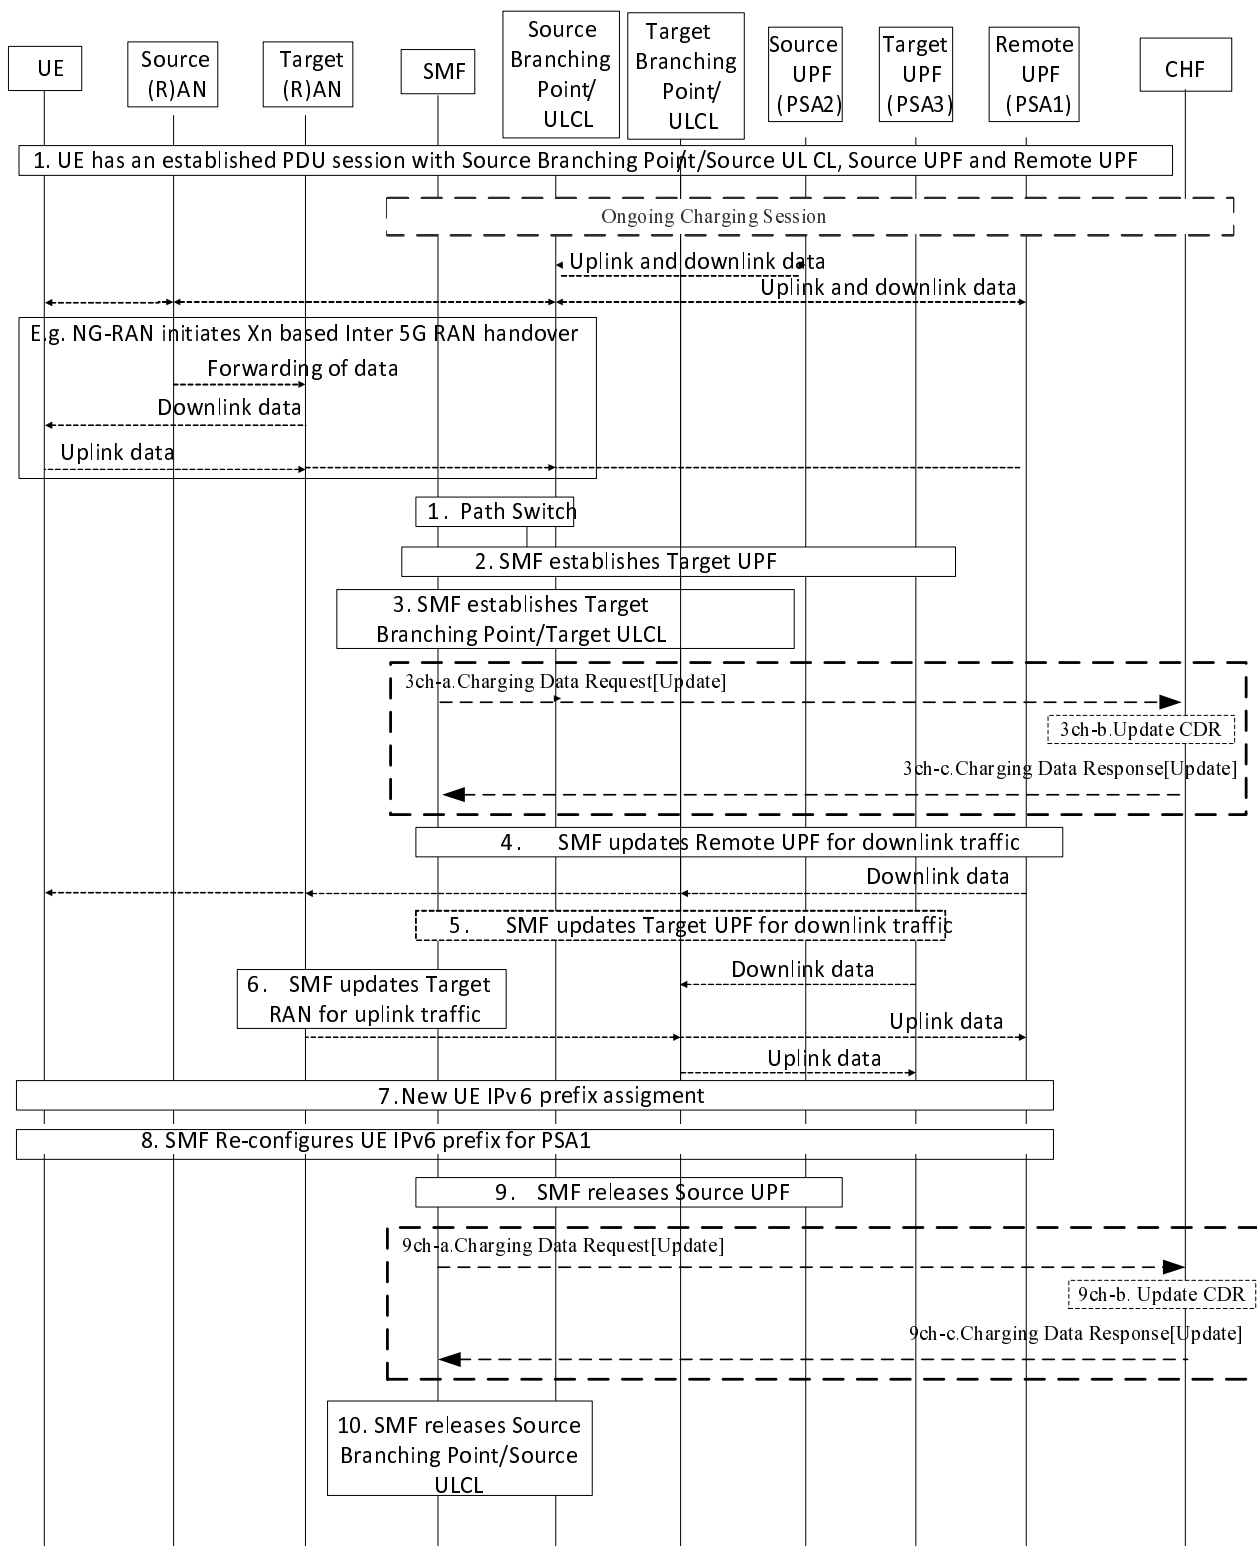 UE
Source
(R)AN
Target
(R)AN
SMF
Source
Branching
Point/
ULCL
Target
Branching
Point/
ULCL
Source
UPF
(PSA2)
Target
UPF
(PSA3)
Remote
UPF
(PSA1)
CHF
1. UE has an established PDU session with Source Branching Point/Source UL CL, Source UPF and Remote UPF
Ongoing Charging Session
Uplink and downlink data
Uplink and downlink data
E.g. NG-RAN initiates Xn based Inter 5G RAN handover
Forwarding of data
Downlink data
Uplink data
1. Path Switch
2. SMF establishes Target UPF
3. SMF establishes Target
Branching Point/Target ULCL
3ch-a.Charging Data Request[Update]
3ch-b.Update CDR
3ch-c.Charging Data Response[Update]
4. SMF updates Remote UPF for downlink traffic
Downlink data
5. SMF updates Target UPF for downlink traffic
Downlink data
6. SMF updates Target
RAN for uplink traffic
Uplink data
Uplink data
7.New UE IPv6 prefix assigment
8. SMF Re-configures UE IPv6 prefix for PSA1
9. SMF releases Source UPF
9ch-a.Charging Data Request[Update]
9ch-b. Update CDR
9ch-c.Charging Data Response[Update]
10. SMF releases Source
Branching Point/Source
ULCL